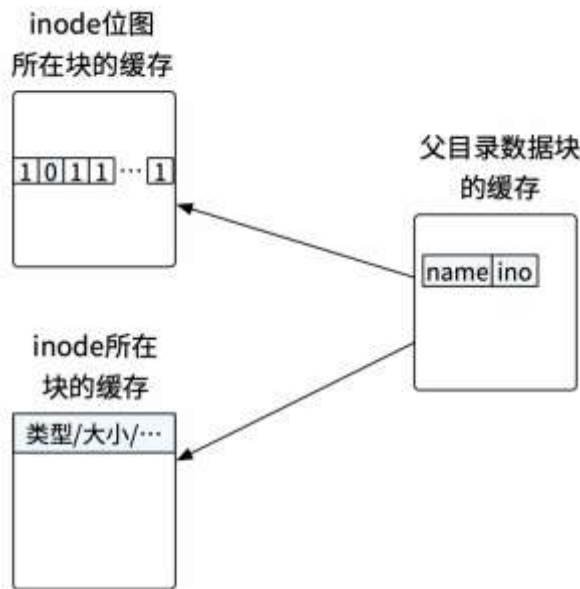 inode位图
所在块的缓存
1 0 1 1 ⋯ 1
父目录数据块
的缓存
name ino
inode所在
块的缓存
类型/大小/⋯